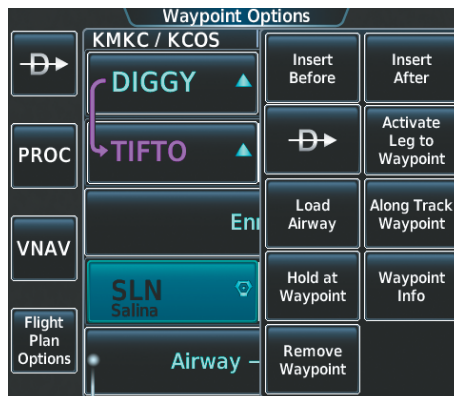 Waypoint Options
KMKC / KCOS
D
DIGGY
TIFTO
PROC
VNAV
SLN
Salina
Flight
Plan
Options
Airway –
Insert
Before
Insert
After
D
Activate
Leg to
Waypoint
Load
Airway
Along Track
Waypoint
Hold at
Waypoint
Waypoint
Info
Remove
Waypoint